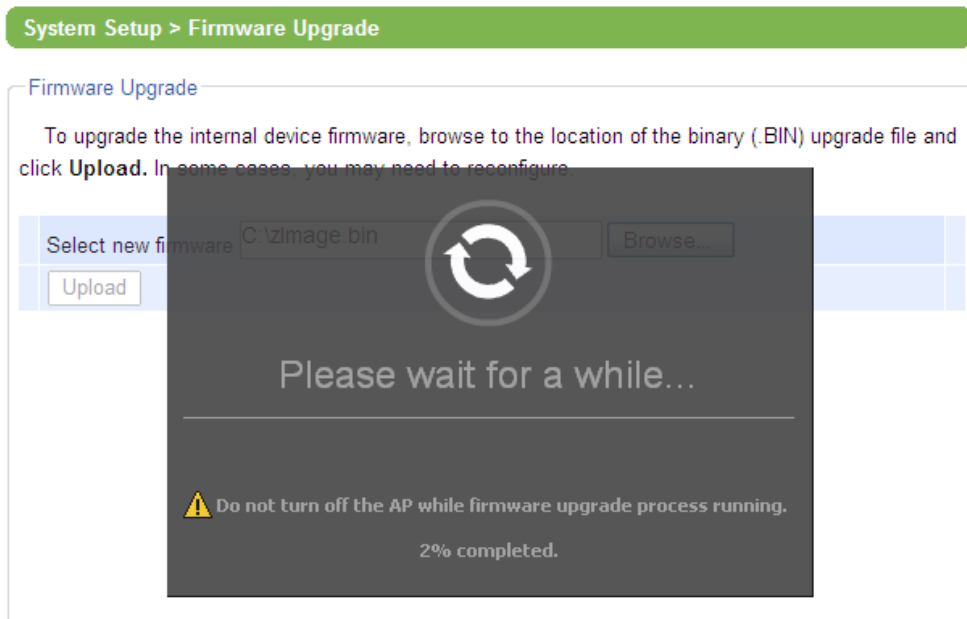 System Setup > Firmware Upgrade
Firmware Upgrade
To upgrade the internal device firmware, browse to the location of the binary (.BIN) upgrade file and
click Upload. In some cases, you may need to reconfigure.
Select new firmware C:\zImage.bin Browse...
Upload
Please wait for a while...
Do not turn off the AP while firmware upgrade process running.
2% completed.